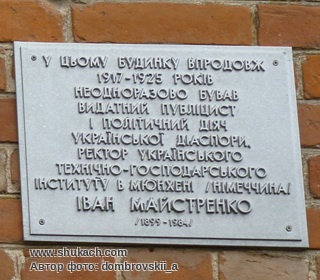 У ЦЬОМУ БУДИНКУ ВПРОДОВЖ
1917-1925 РОКІВ
НЕОДНОРАЗОВО БУВАВ
ВИДАТНИЙ ПУБЛІЦИСТ
І ПОЛІТИЧНИЙ ДІЯЧ
УКРАЇНСЬКОЇ ДІАСПОРИ,
РЕКТОР УКРАЇНСЬКОГО
ТЕХНІЧНО-ГОСПОДАРСЬКОГО
ІНСТИТУТУ В МЮНХЕНІ /НІМЕЧЧИНА/
ІВАН МАЙСТРЕНКО
/1899-1984/
www.shukach.com
Автор фото: dombrovskii_a